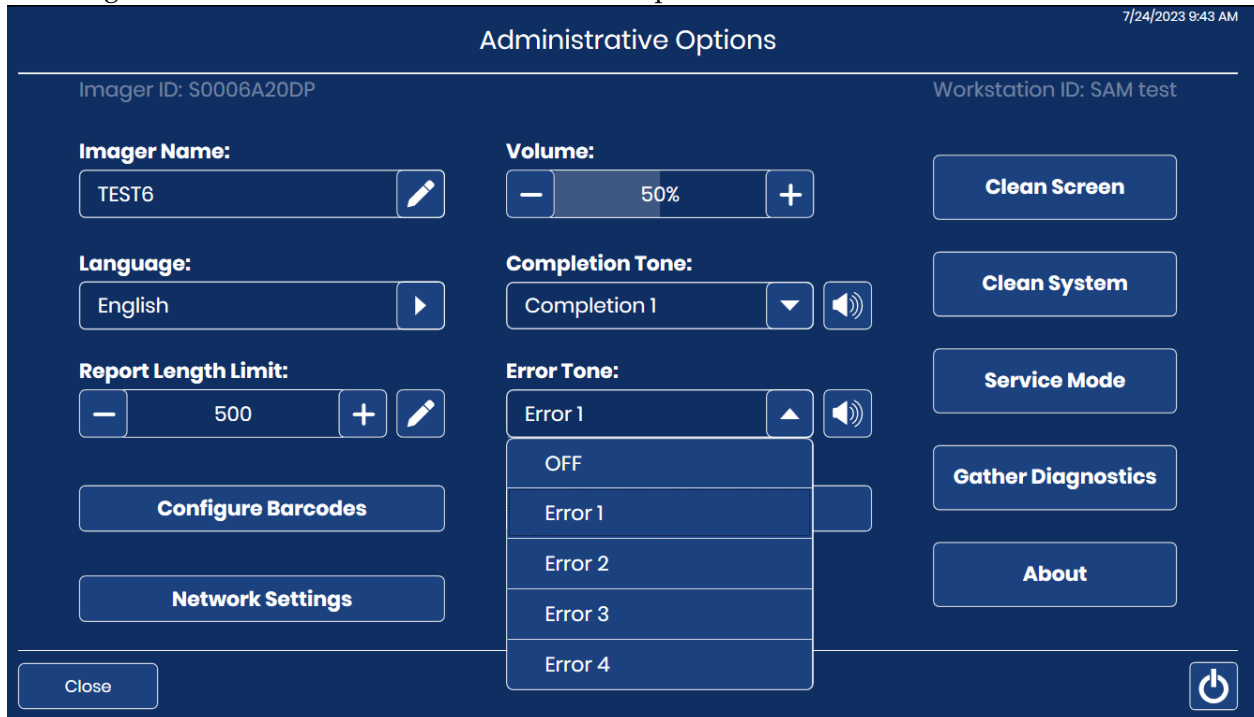 7/24/2023 9:43 AM
Administrative Options
Imager ID: S0006A20DP
Workstation ID: SAM test
Imager Name:
TEST6
Volume:
50%
Clean Screen
Language:
English
Completion Tone:
Completion 1
Clean System
Report Length Limit:
500
Error Tone:
Error 1
Service Mode
OFF
Error 1
Error 2
Error 3
Error 4
Gather Diagnostics
Configure Barcodes
About
Network Settings
Close